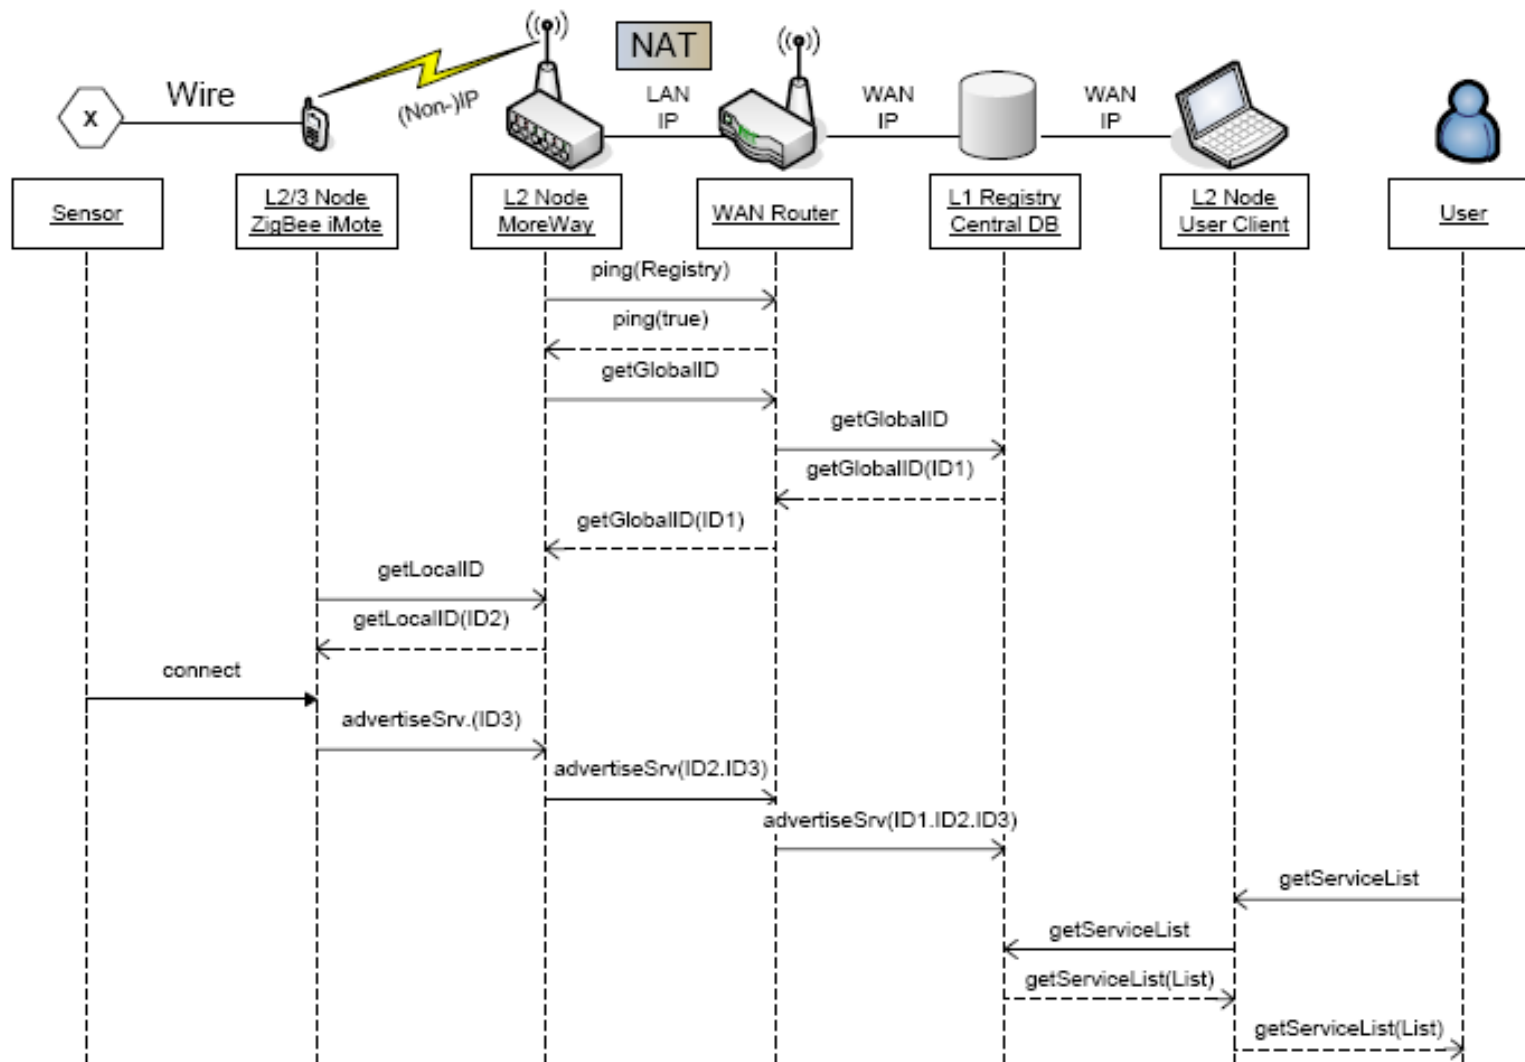 NAT
Wire
(Non-)IP
LAN
IP
WAN
IP
WAN
IP
X
Sensor
L2/3 Node
ZigBee iMote
L2 Node
MoreWay
WAN Router
L1 Registry
Central DB
L2 Node
User Client
User
ping(Registry)
ping(true)
getGlobalID
getGlobalID
getGlobalID(ID1)
getGlobalID(ID1)
getLocalID
getLocalID(ID2)
connect
advertiseSrv.(ID3)
advertiseSrv(ID2.ID3)
advertiseSrv(ID1.ID2.ID3)
getServiceList
getServiceList
getServiceList(List)
getServiceList(List)